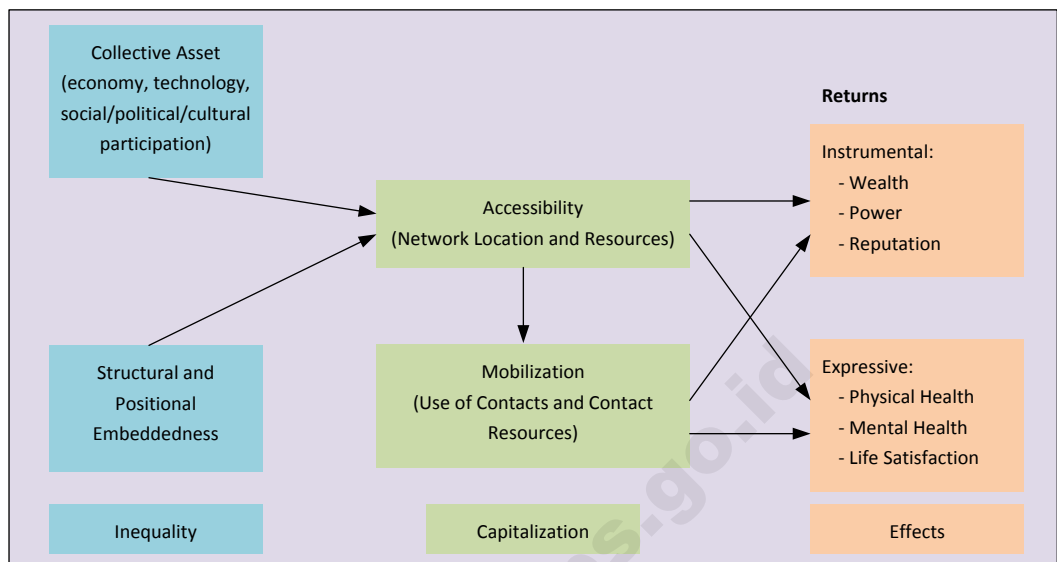 Collective Asset
(economy, technology,
social/political/cultural
participation)
Structural and
Positional
Embeddedness
Inequality
Accessibility
(Network Location and Resources)
Mobilization
(Use of Contacts and Contact
Resources)
Capitalization
Returns
Instrumental:
- Wealth
- Power
- Reputation
Expressive:
- Physical Health
- Mental Health
- Life Satisfaction
Effects
s.go.id